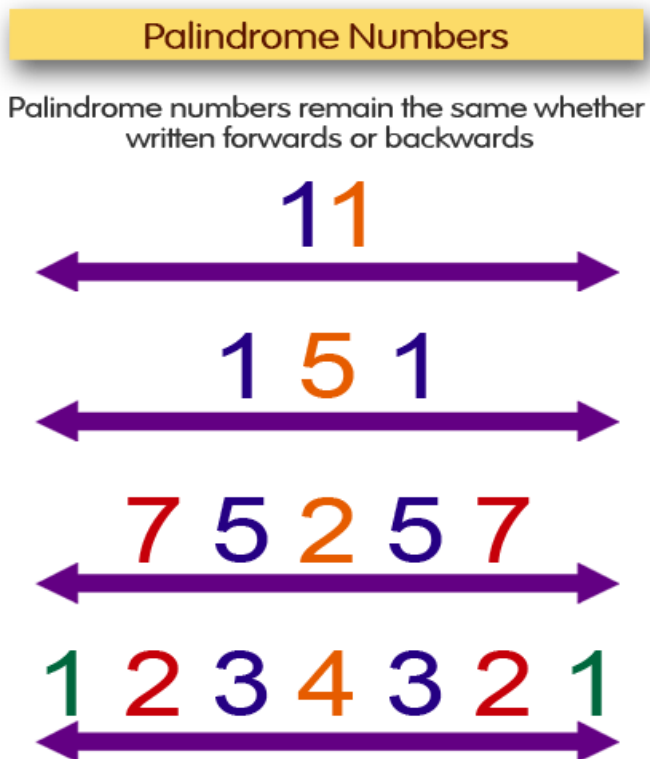 Palindrome Numbers
Palindrome numbers remain the same whether
written forwards or backwards
11
1 5 1
7 5 2 5 7
1 2 3 4 3 2 1